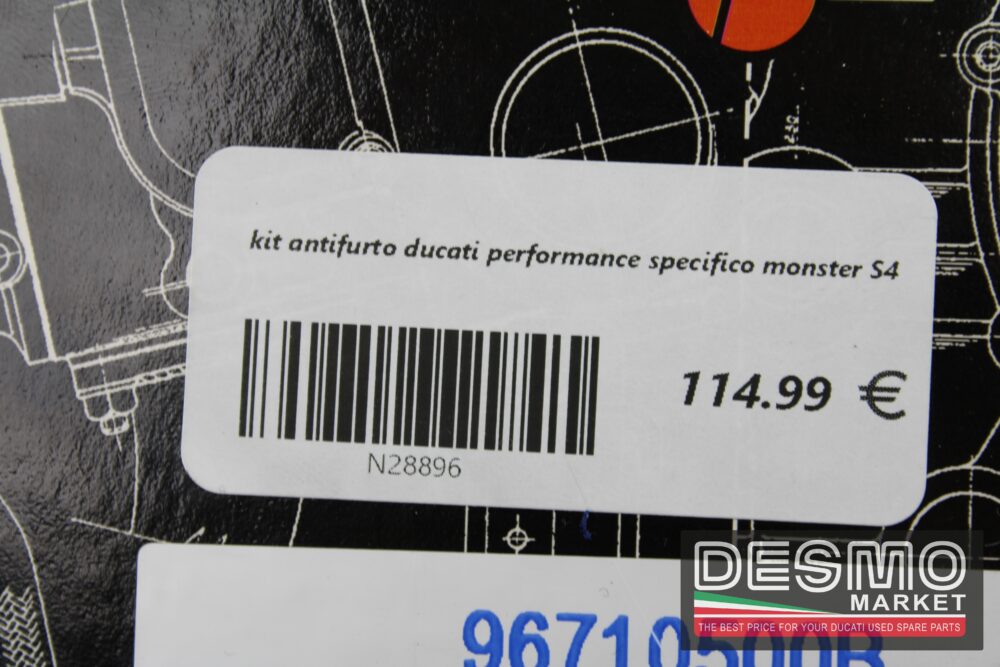 kit antifurto ducati performance specifico monster S4
114.99 €
N28896
96710500B
DESMO
MARKET
THE BEST PRICE FOR YOUR DUCATI USED SPARE PARTS